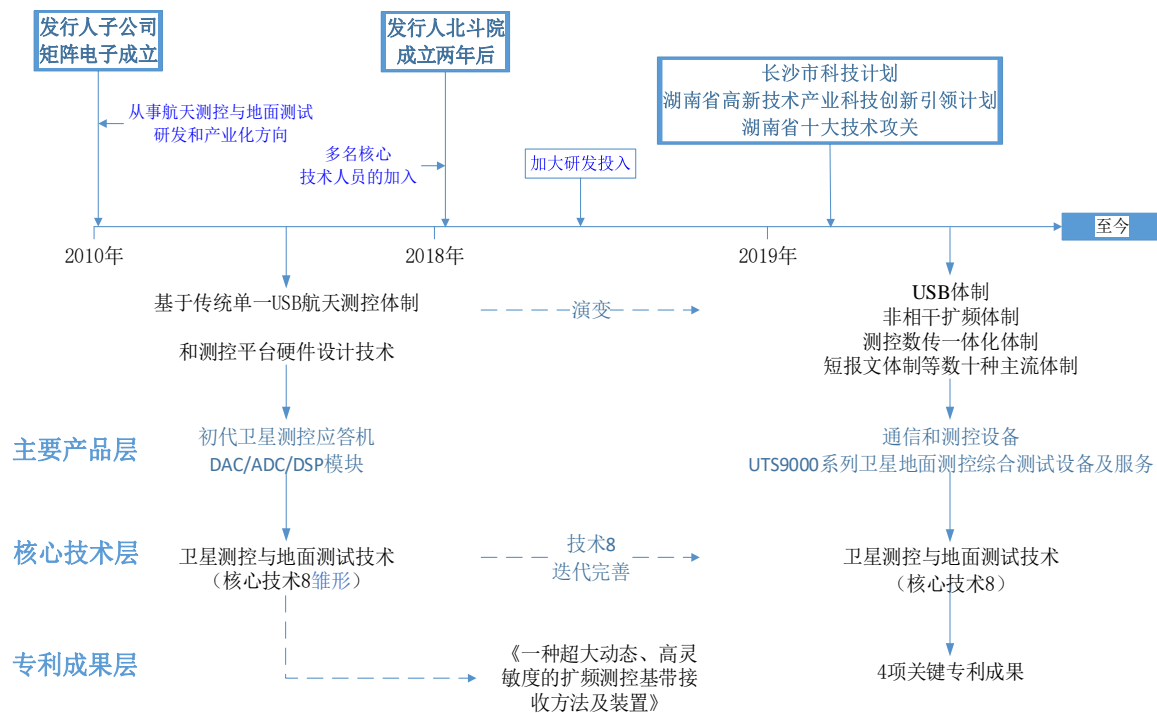 发行人子公司
矩阵电子成立
发行人北斗院
成立两年后
长沙市科技计划
湖南省高新技术产业科技创新引领计划
湖南省十大技术攻关
从事航天测控与地面测试
研发和产业化方向
多名核心
技术人员的加入
加大研发投入
至今
2010年
2018年
2019年
基于传统单一USB航天测控体制
和测控平台硬件设计技术
演变
USB体制
非相干扩频体制
测控数传一体化体制
短报文体制等数十种主流体制
主要产品层
初代卫星测控应答机
DAC/ADC/DSP模块
通信和测控设备
UTS9000系列卫星地面测控综合测试设备及服务
核心技术层
卫星测控与地面测试技术
（核心技术8雏形）
技术8
迭代完善
卫星测控与地面测试技术
（核心技术8）
专利成果层
《一种超大动态、高灵
敏度的扩频测控基带接
收方法及装置》
4项关键专利成果